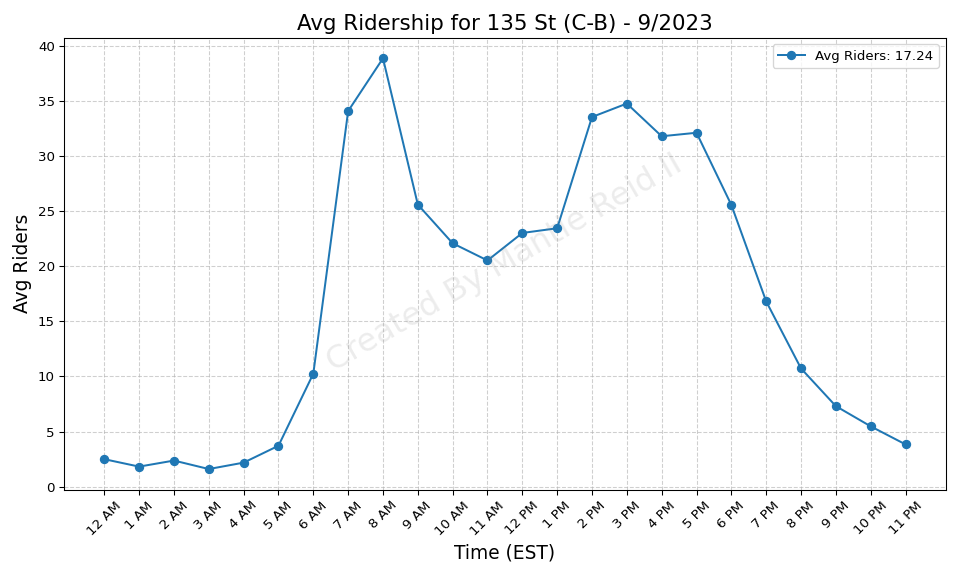 Avg Ridership for 135 St (C-B) - 9/2023
Avg Riders: 17.24
Avg Riders
40
35
30
25
20
15
10
5
0
Created By Mantie Reid II
12 AM
1 AM
2 AM
3 AM
4 AM
5 AM
6 AM
7 AM
8 AM
9 AM
10 AM
11 AM
12 PM
1 PM
2 PM
3 PM
4 PM
5 PM
6 PM
7 PM
8 PM
9 PM
10 PM
11 PM
Time (EST)